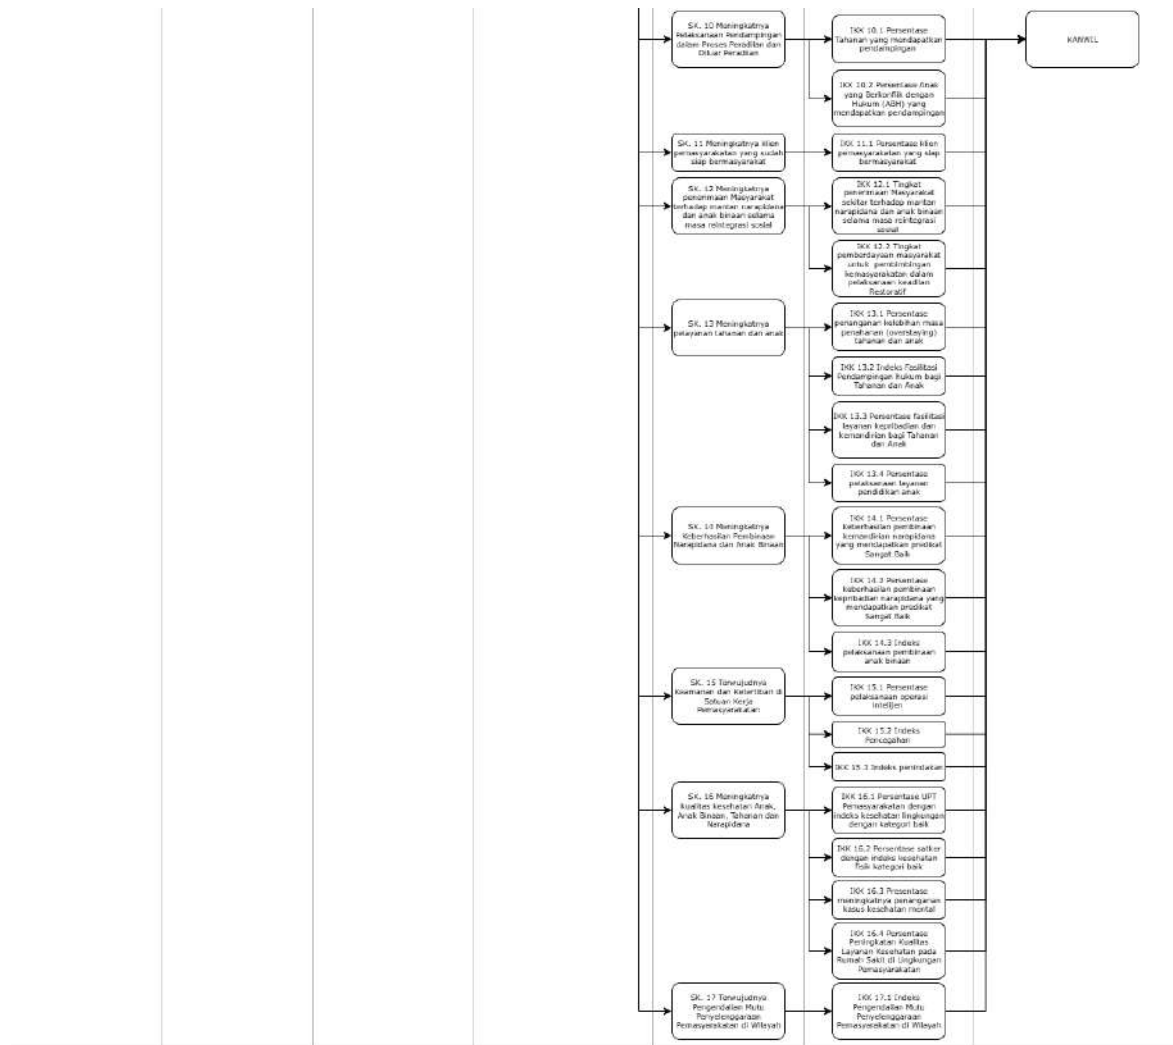 SK. 10 Meningkatnya
Pelaksanaan Pendampingan
dalam Proses Peradilan dan
Diluar Peradilan
IKK 10.1 Persentase
Tahanan yang mendapatkan
pendampingan
KANWIL
IKK 10.2 Persentase Anak
yang Berkonflik dengan
Hukum (ABH) yang
mendapatkan pendampingan
SK. 11 Meningkatnya klien
pemasyarakatan yang sudah
siap bermasyarakat
IKK 11.1 Persentase klien
pemasyarakatan yang siap
bermasyarakat
SK. 12 Meningkatnya
penerimaan Masyarakat
terhadap mantan narapidana
dan anak binaan selama
masa reintegrasi sosial
IKK 12.1 Tingkat
penerimaan Masyarakat
sekitar terhadap mantan
narapidana dan anak binaan
selama masa reintegrasi
sosial
IKK 12.2 Tingkat
pemberdayaan masyarakat
untuk pembimbingan
kemasyarakatan dalam
pelaksanaan keadilan
Restoratif
SK. 13 Meningkatnya
pelayanan tahanan dan anak
IKK 13.1 Persentase
penanganan kelebihan masa
penahanan (overstaying)
tahanan dan anak
IKK 13.2 Indeks Fasilitasi
Pendampingan hukum bagi
Tahanan dan Anak
IKK 13.3 Persentase fasilitasi
layanan kepribadian dan
kemandirian bagi Tahanan
dan Anak
IKK 13.4 Persentase
pelaksanaan layanan
pendidikan anak
SK. 14 Meningkatnya
Keberhasilan Pembinaan
Narapidana dan Anak Binaan
IKK 14.1 Persentase
keberhasilan pembinaan
kemandirian narapidana
yang mendapatkan predikat
Sangat Baik
IKK 14.2 Persentase
keberhasilan pembinaan
kepribadian narapidana yang
mendapatkan predikat
Sangat Baik
IKK 14.3 Indeks
pelaksanaan pembinaan
anak binaan
SK. 15 Terwujudnya
Keamanan dan Ketertiban di
Satuan Kerja
Pemasyarakatan
IKK 15.1 Persentase
pelaksanaan operasi
intelijen
IKK 15.2 Indeks
Pencegahan
IKK 15.3 Indeks penindakan
SK. 16 Meningkatnya
kualitas kesehatan Anak,
Anak Binaan, Tahanan dan
Narapidana
IKK 16.1 Persentase UPT
Pemasyarakatan dengan
indeks kesehatan lingkungan
dengan kategori baik
IKK 16.2 Persentase satker
dengan indeks kesehatan
fisik kategori baik
IKK 16.3 Presentase
meningkatnya penanganan
kasus kesehatan mental
IKK 16.4 Persentase
Peningkatan Kualitas
Layanan Kesehatan pada
Rumah Sakit di Lingkungan
Pemasyarakatan
SK. 17 Terwujudnya
Pengendalian Mutu
Penyelenggaraan
Pemasyarakatan di Wilayah
IKK 17.1 Indeks
Pengendalian Mutu
Penyelenggaraan
Pemasyarakatan di Wilayah